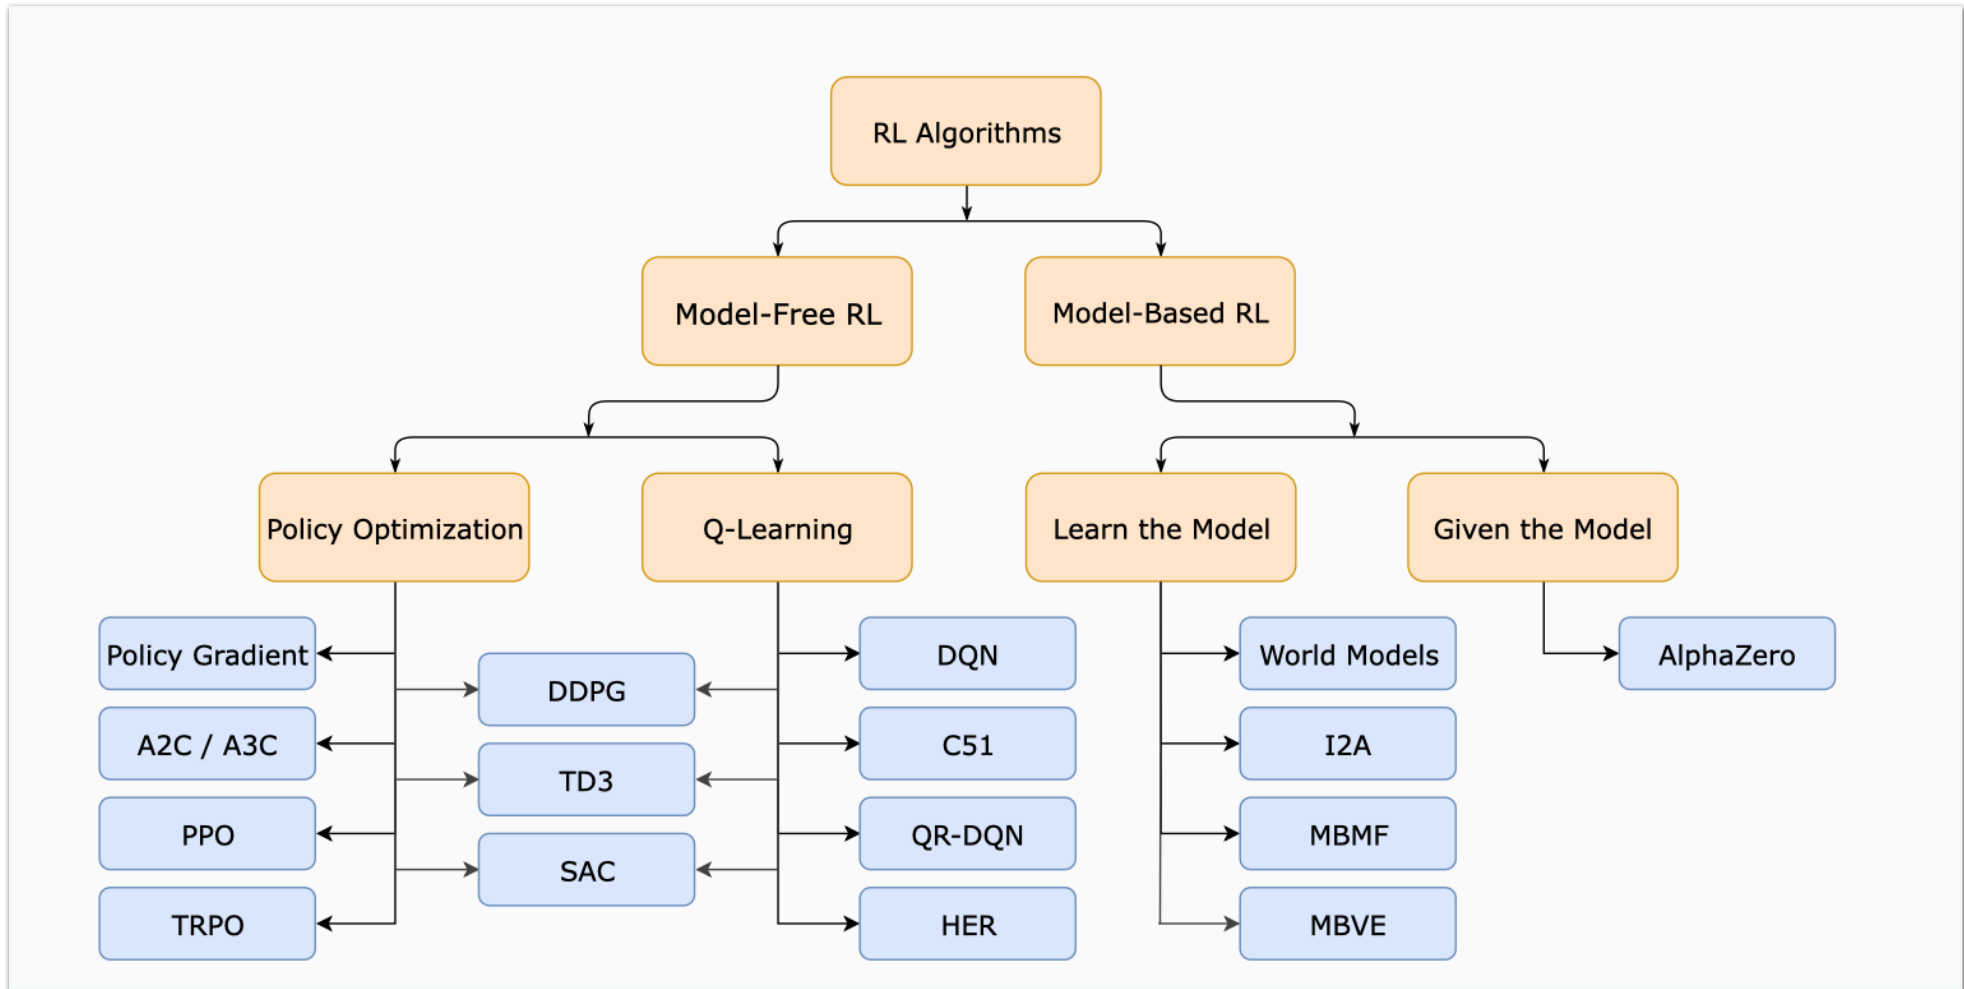 RL Algorithms
Model-Free RL
Model-Based RL
Policy Optimization
Q-Learning
Learn the Model
Given the Model
Policy Gradient
DDPG
DQN
World Models
AlphaZero
A2C / A3C
TD3
C51
I2A
PPO
SAC
QR-DQN
MBMF
TRPO
HER
MBVE